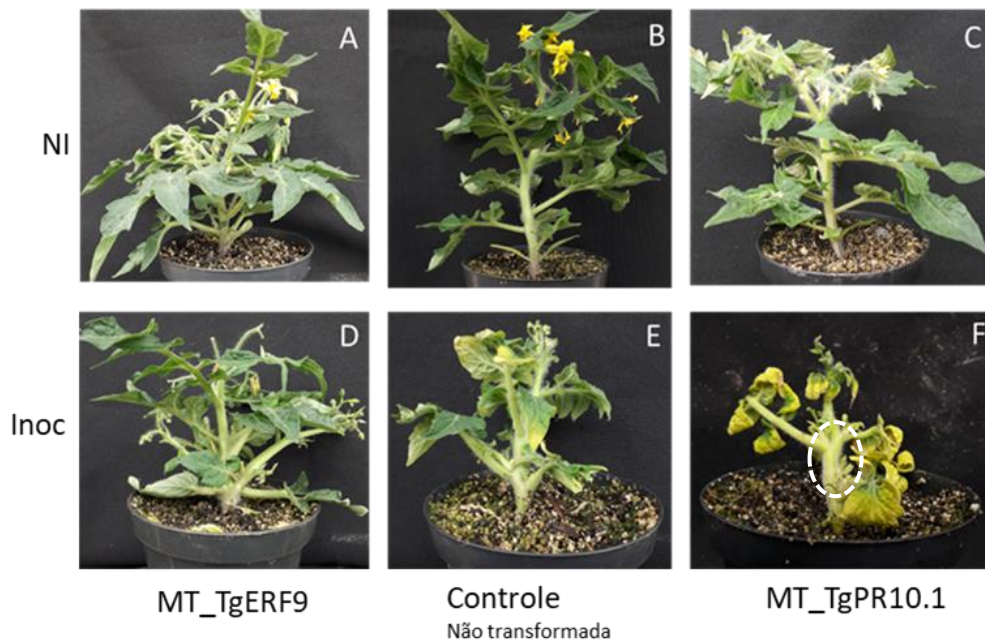 A
B
C
NI
D
E
F
Inoc
MT_TgERF9
Controle
MT_TgPR10.1
Não transformada